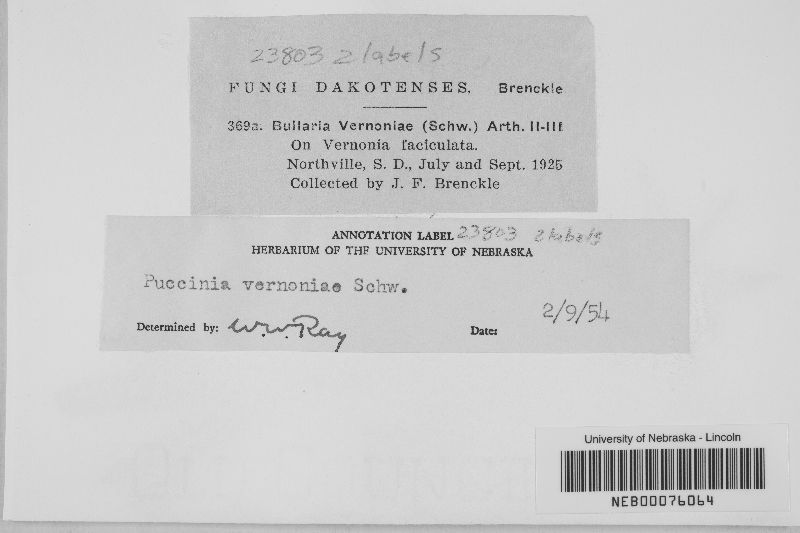 23803 2 labels
FUNGI DAKOTENSES. Brenckle
369a. Bullaria Vernoniae (Schw.) Arth. II-III
On Vernonia faciculata.
Northville, S. D., July and Sept. 1925
Collected by J. F. Brenckle
ANNOTATION LABEL 23803 2 labels
HERBARIUM OF THE UNIVERSITY OF NEBRASKA
Puccinia vernoniae Schw.
Determined by: W.W. Ray Date: 2/9/54
University of Nebraska - Lincoln
NEB00076064